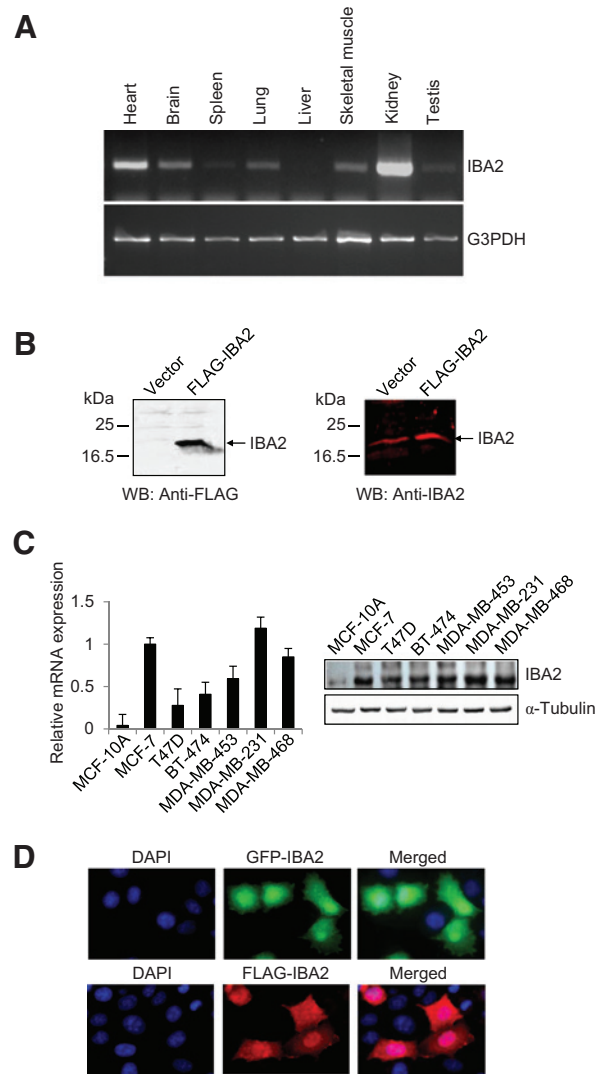 A
Heart
Brain
Spleen
Lung
Liver
Skeletal muscle
Kidney
Testis
IBA2
G3PDH
B
kDa
Vector
FLAG-IBA2
25
16.5
IBA2
WB: Anti-FLAG
kDa
Vector
FLAG-IBA2
25
16.5
IBA2
WB: Anti-IBA2
C
Relative mRNA expression
1.5
1
0.5
0
MCF-10A
MCF-7
T47D
BT-474
MDA-MB-453
MDA-MB-231
MDA-MB-468
MCF-10A
MCF-7
T47D
BT-474
MDA-MB-453
MDA-MB-231
MDA-MB-468
IBA2
α-Tubulin
D
DAPI
GFP-IBA2
Merged
DAPI
FLAG-IBA2
Merged